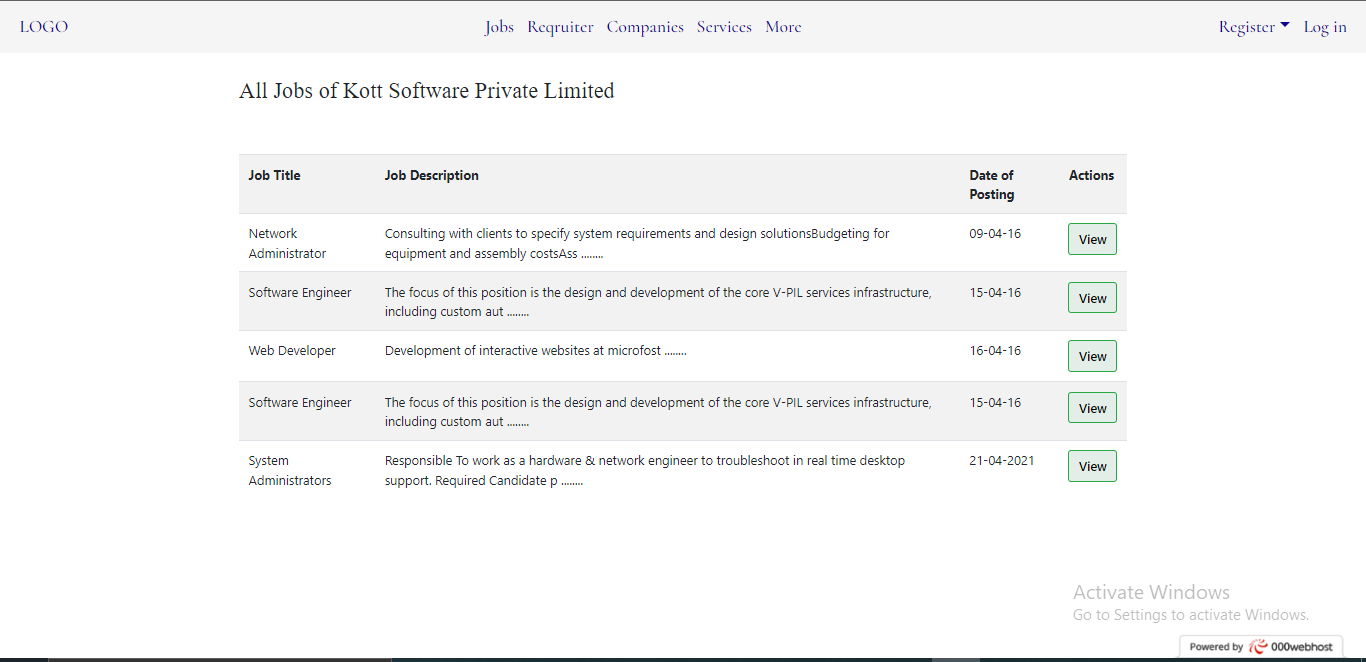 LOGO Jobs Reqruiter Companies Services More Register Log in
All Jobs of Kott Software Private Limited
Job Title Job Description Date of Posting Actions
Network Administrator
Consulting with clients to specify system requirements and design solutionsBudgeting for
equipment and assembly costsAss ........
09-04-16
View
Software Engineer
The focus of this position is the design and development of the core V-PIL services infrastructure,
including custom aut ........
15-04-16
View
Web Developer
Development of interactive websites at microfost ........
16-04-16
View
Software Engineer
The focus of this position is the design and development of the core V-PIL services infrastructure,
including custom aut ........
15-04-16
View
System Administrators
Responsible To work as a hardware & network engineer to troubleshoot in real time desktop
support. Required Candidate p ........
21-04-2021
View
Activate Windows
Go to Settings to activate Windows.
Powered by 000webhost